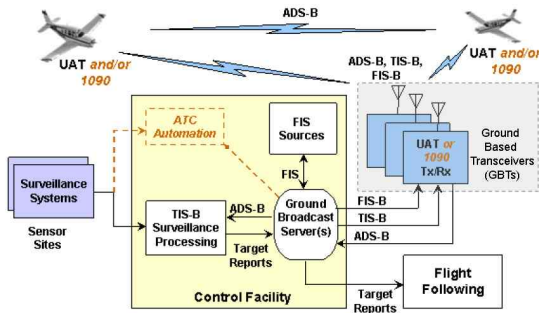 ADS-B
UAT and/or
1090
UAT and/or
1090
ADS-B, TIS-B,
FIS-B
ATC
Automation
FIS
Sources
UAT or
1090
Tx/Rx
Ground
Based
Transceivers
(GBTs)
FIS
Surveillance
Systems
Sensor
Sites
TIS-B
Surveillance
Processing
ADS-B
Target
Reports
Ground
Broadcast
Server(s)
FIS-B
TIS-B
ADS-B
Control Facility
Target
Reports
Flight
Following